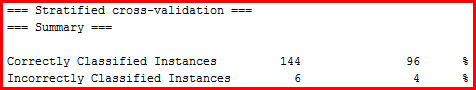 === Stratified cross-validation ===
=== Summary ===
Correctly Classified Instances 144 96 %
Incorrectly Classified Instances 6 4 %